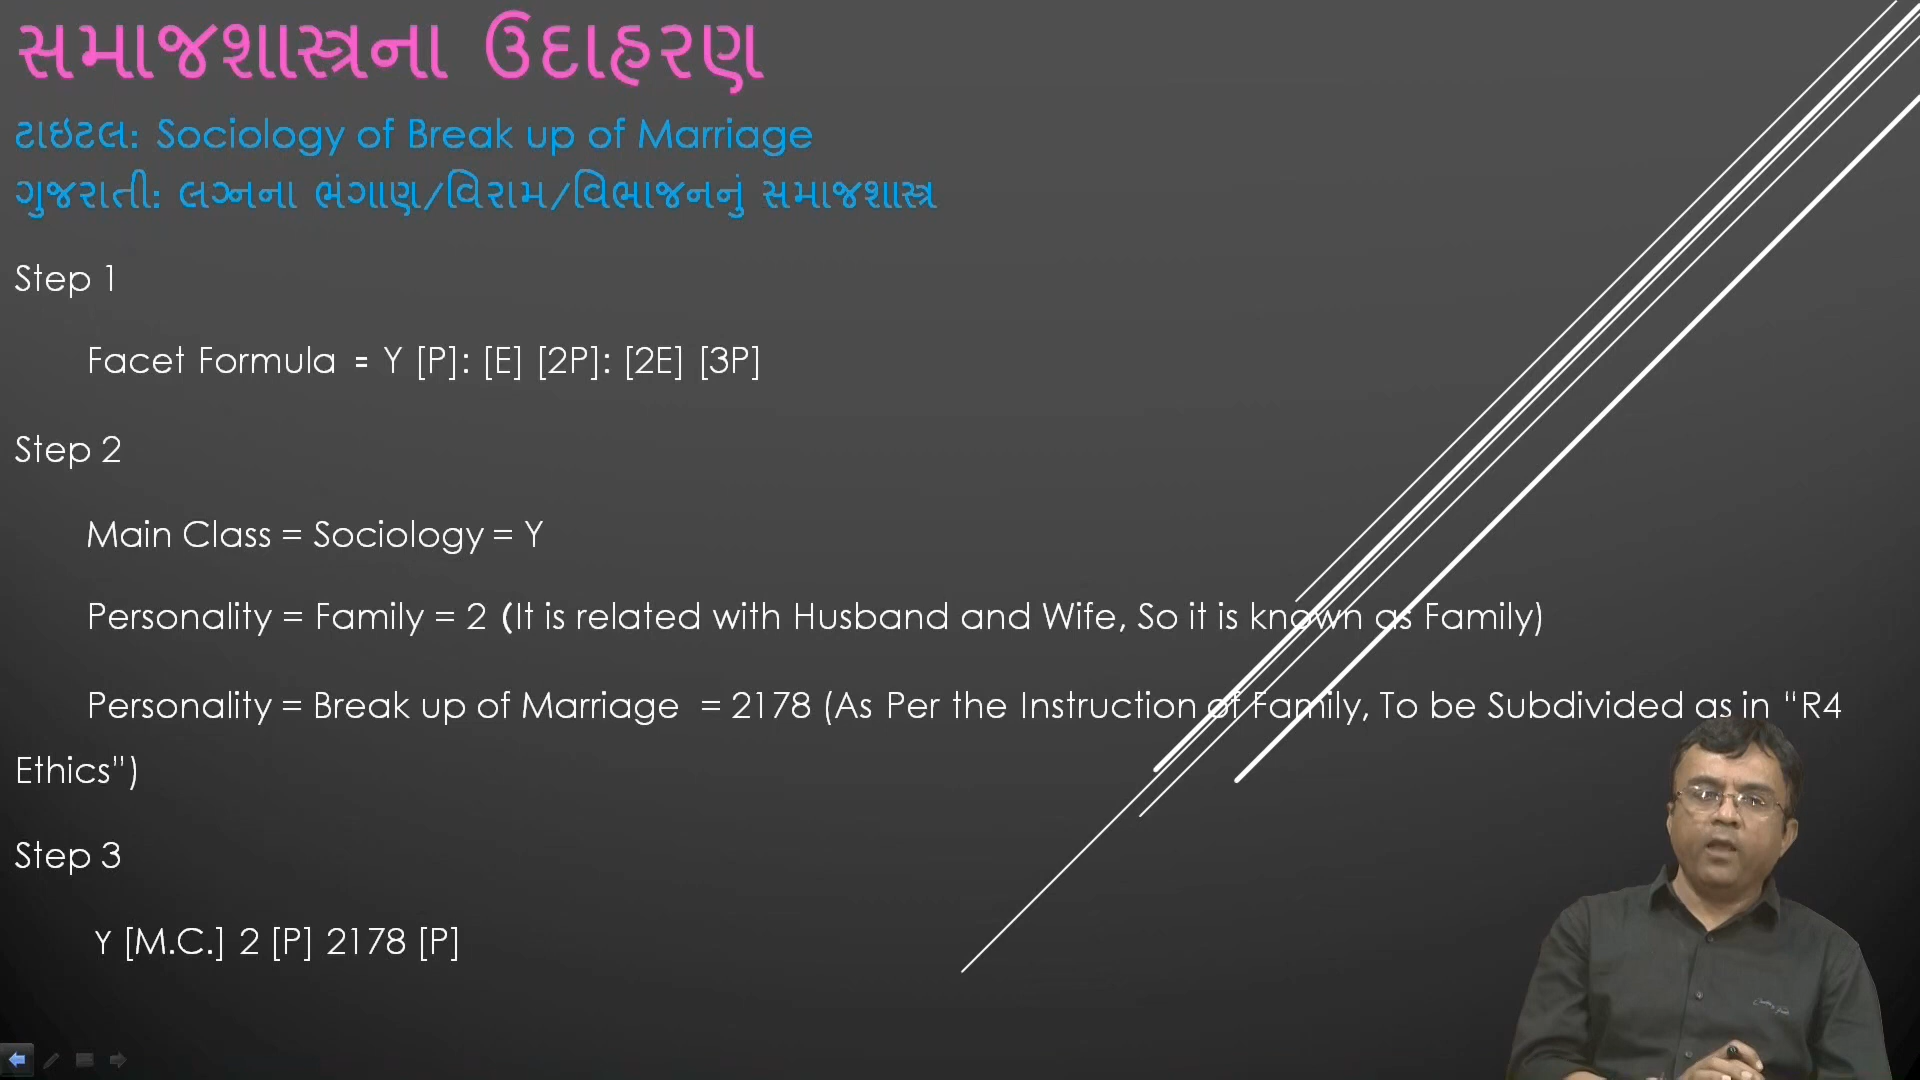 સમાજશાસ્ત્રના ઉદાહરણ
ટાઇટલ: Sociology of Break up of Marriage
ગુજરાતી: લગ્નના ભંગાણ/વિરામ/વિભાજનનું સમાજશાસ્ત્ર
Step 1
Facet Formula = Y [P]: [E] [2P]: [2E] [3P]
Step 2
Main Class = Sociology = Y
Personality = Family = 2 (It is related with Husband and Wife, So it is known as Family)
Personality = Break up of Marriage = 2178 (As Per the Instruction of Family, To be Subdivided as in “R4
Ethics”)
Step 3
Y [M.C.] 2 [P] 2178 [P]